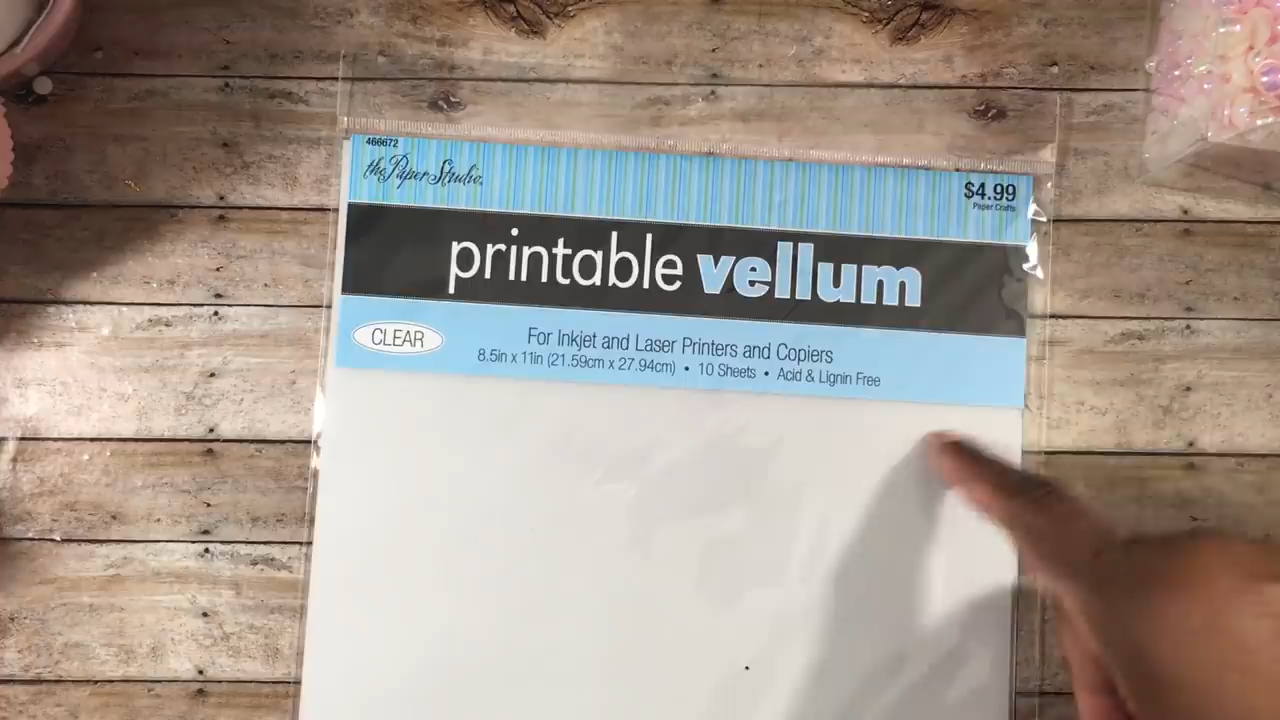 466672
the Paper Studio
$4.99
Paper Crafts
printable vellum
CLEAR
For Inkjet and Laser Printers and Copiers
8.5in x 11in (21.59cm x 27.94cm) • 10 Sheets • Acid & Lignin Free